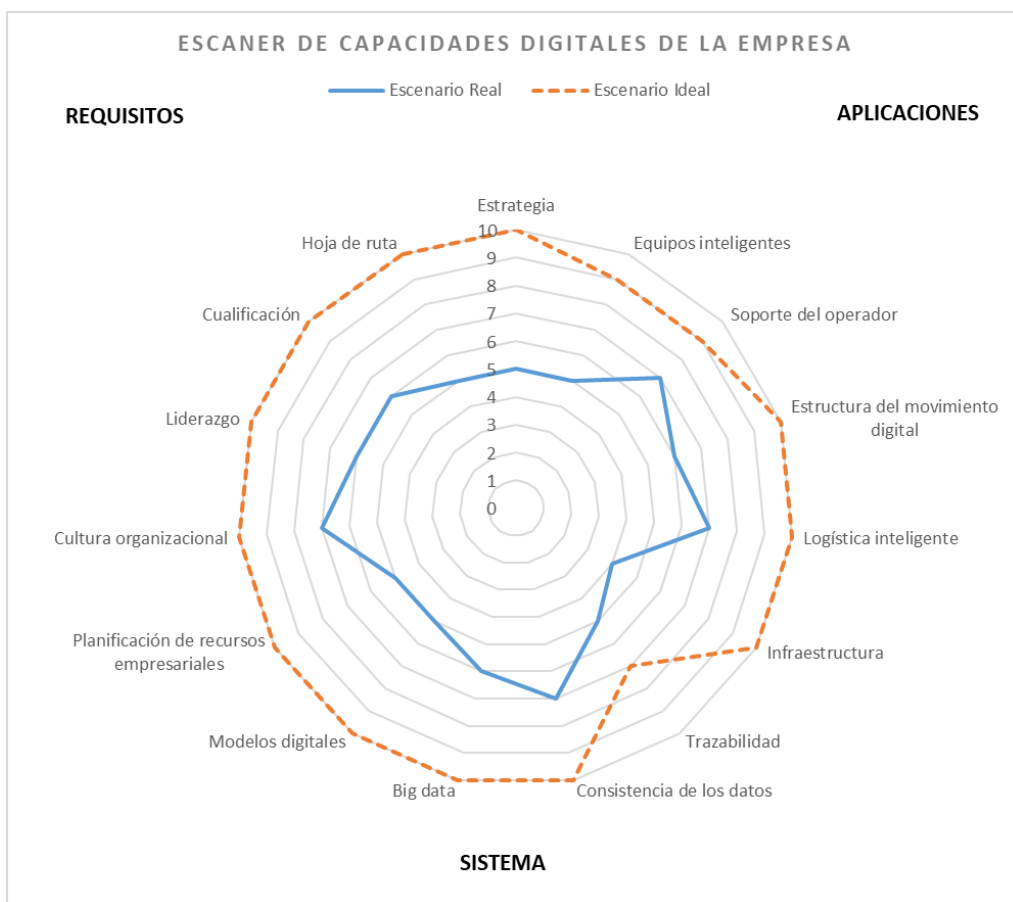 ESCANER DE CAPACIDADES DIGITALES DE LA EMPRESA
Escenario Real
Escenario Ideal
REQUISITOS
APLICACIONES
Estrategia
Equipos inteligentes
Soporte del operador
Estructura del movimiento
digital
Logística inteligente
Infraestructura
Trazabilidad
Consistencia de los datos
Big data
Modelos digitales
Planificación de recursos
empresariales
Cultura organizacional
Liderazgo
Cualificación
Hoja de ruta
10
9
8
7
6
5
4
3
2
1
0
SISTEMA